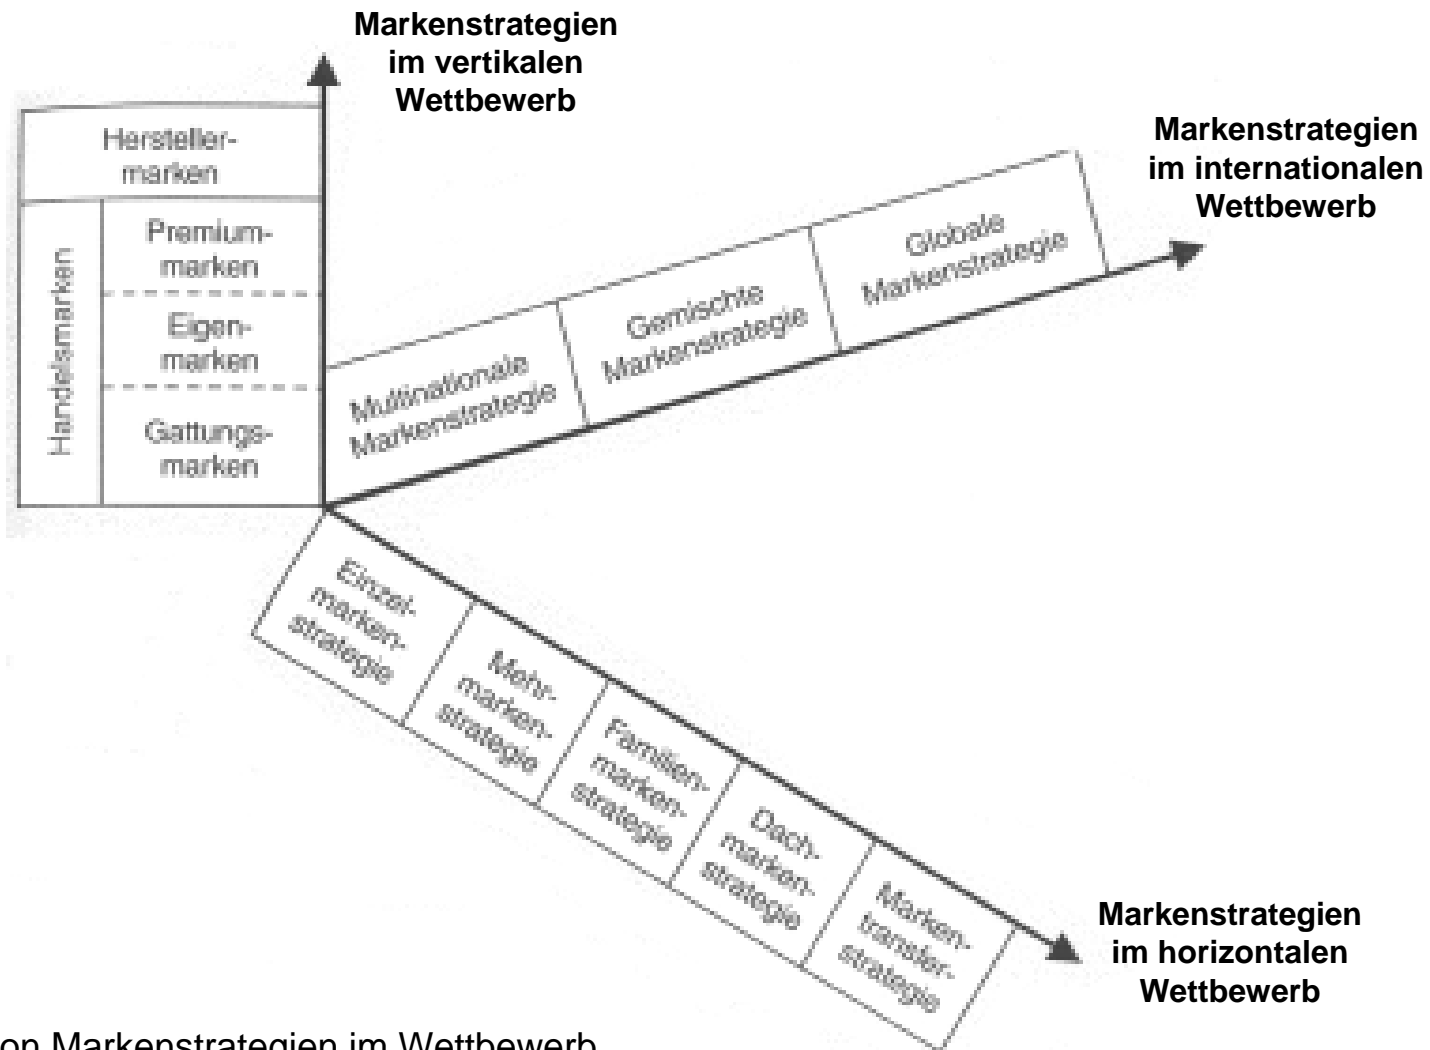 Markenstrategien
im vertikalen
Wettbewerb
Hersteller-
marken
Handelsmarken
Premium-
marken
Eigen-
marken
Gattungs-
marken
Markenstrategien
im internationalen
Wettbewerb
Multinationale
Markenstrategie
Gemischte
Markenstrategie
Globale
Markenstrategie
Einzel-
marken-
strategie
Mehr-
marken-
strategie
Familien-
marken-
strategie
Dach-
marken-
strategie
Marken-
transfer-
strategie
Markenstrategien
im horizontalen
Wettbewerb
on Markenstrategien im Wettbewerb